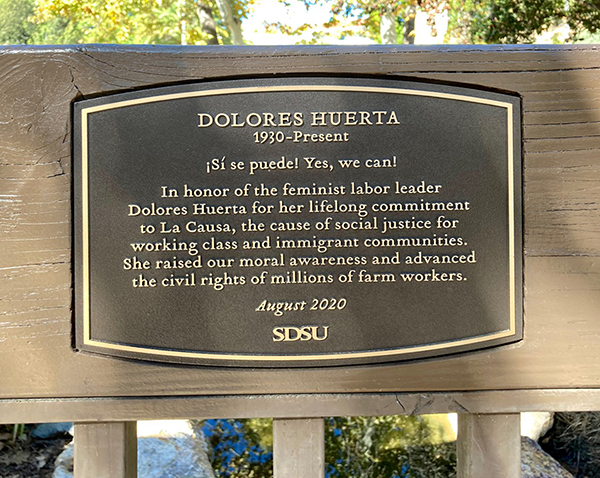 DOLORES HUERTA
1930–Present
¡Sí se puede! Yes, we can!
In honor of the feminist labor leader
Dolores Huerta for her lifelong commitment
to La Causa, the cause of social justice for
working class and immigrant communities.
She raised our moral awareness and advanced
the civil rights of millions of farm workers.
August 2020
SDSU